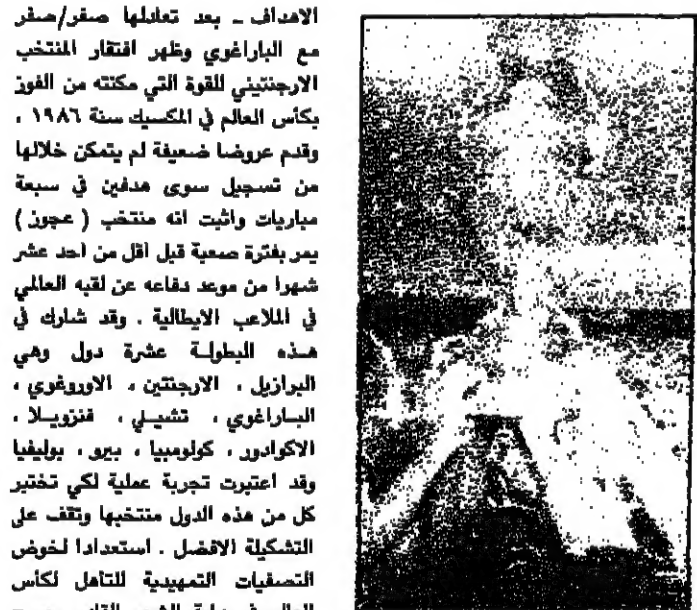 الاهداف ـ بعد تعادلها صفر/صفر
مع الباراغوي وظهر افتقار المنتخب
الارجنتيني للقوة التي مكنته من الفوز
بكأس العالم في المكسيك سنة ١٩٨٦ ،
وقدم عروضا ضعيفة لم يتمكن خلالها
من تسجيل سوى هدفين في سبعة
مباريات واثبت انه منتخب ( عجوز )
يمر بفترة صعبة قبل أقل من احد عشر
شهرا من موعد دفاعه عن لقبه العالمي
في الملاعب الايطالية . وقد شارك في
هذه البطولة عشرة دول وهي
البرازيل ، الارجنتين ، الاوروغوي ،
الباراغوي ، تشيلي ، فنزويلا ،
الاكوادور ، كولومبيا ، بيرو ، بوليفيا
وقد اعتبرت تجربة عملية لكي تختبر
كل من هذه الدول منتخبها وتقف على
التشكيلة الافضل . استعدادا لخوض
التصفيات التمهيدية للتأهل لكأس